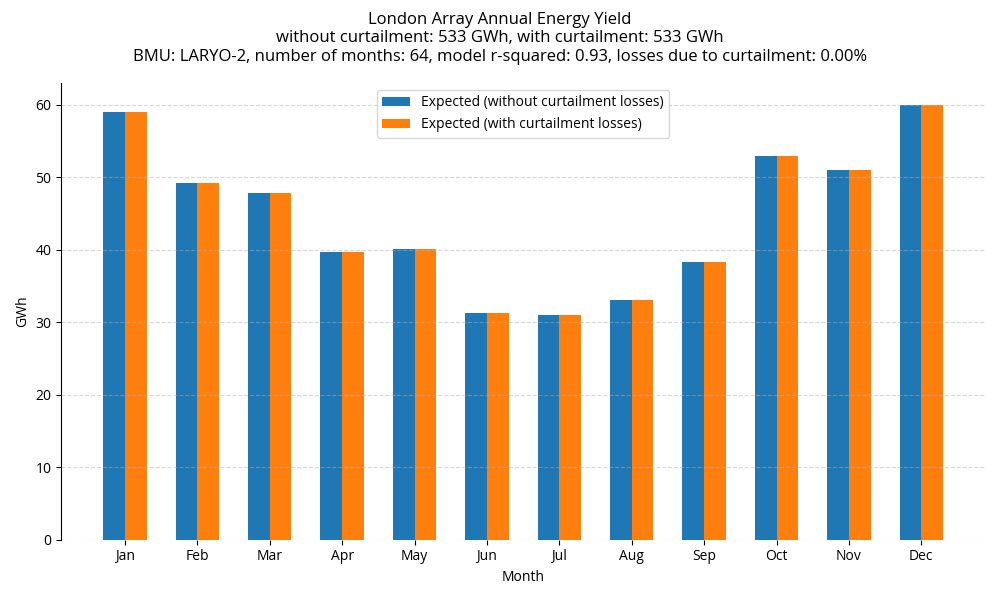 London Array Annual Energy Yield
without curtailment: 533 GWh, with curtailment: 533 GWh
BMU: LARYO-2, number of months: 64, model r-squared: 0.93, losses due to curtailment: 0.00%
Expected (without curtailment losses)
Expected (with curtailment losses)
60
50
40
30
20
10
0
GWh
Jan Feb Mar Apr May Jun Jul Aug Sep Oct Nov Dec
Month